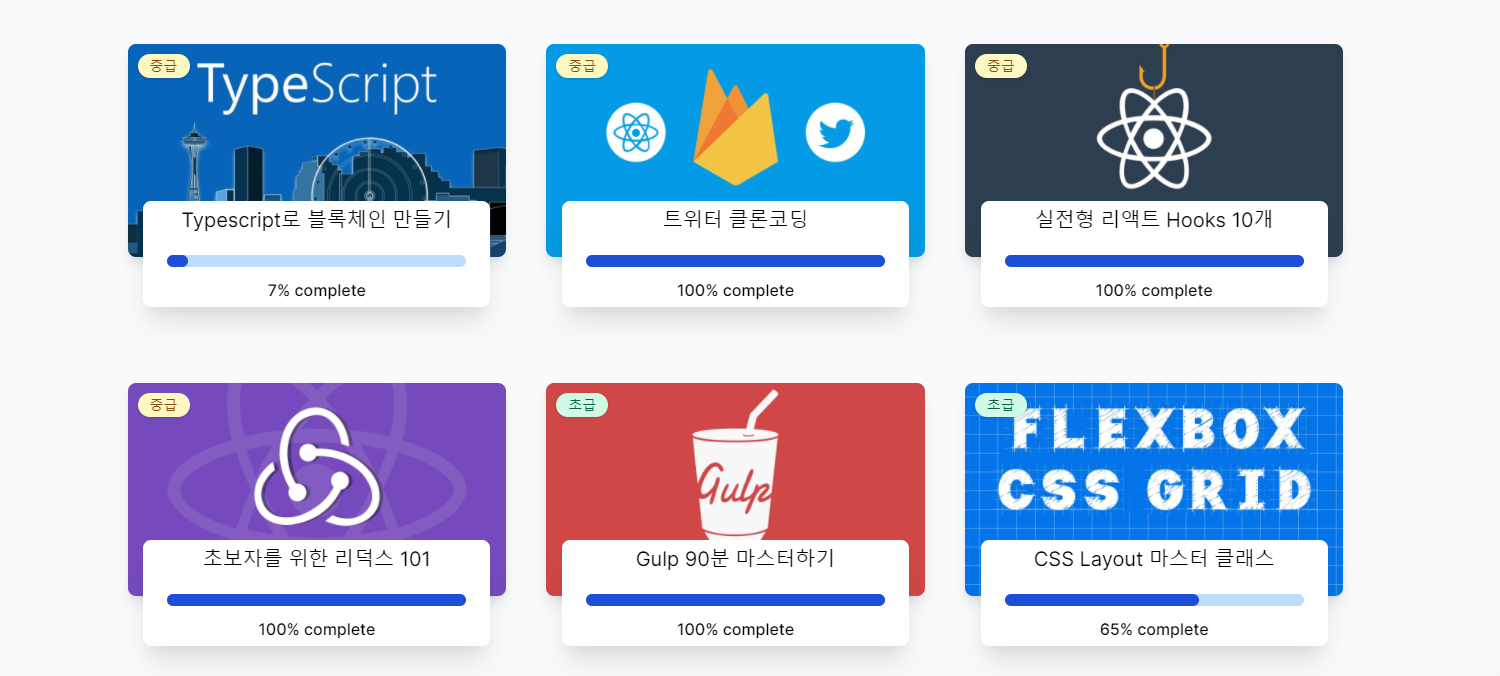 중급
TypeScript
Typescript로 블록체인 만들기
7% complete
중급
트위터 클론코딩
100% complete
중급
실전형 리액트 Hooks 10개
100% complete
중급
초보자를 위한 리덕스 101
100% complete
초급
Gulp
Gulp 90분 마스터하기
100% complete
초급
FLEXBOX
CSS GRID
CSS Layout 마스터 클래스
65% complete